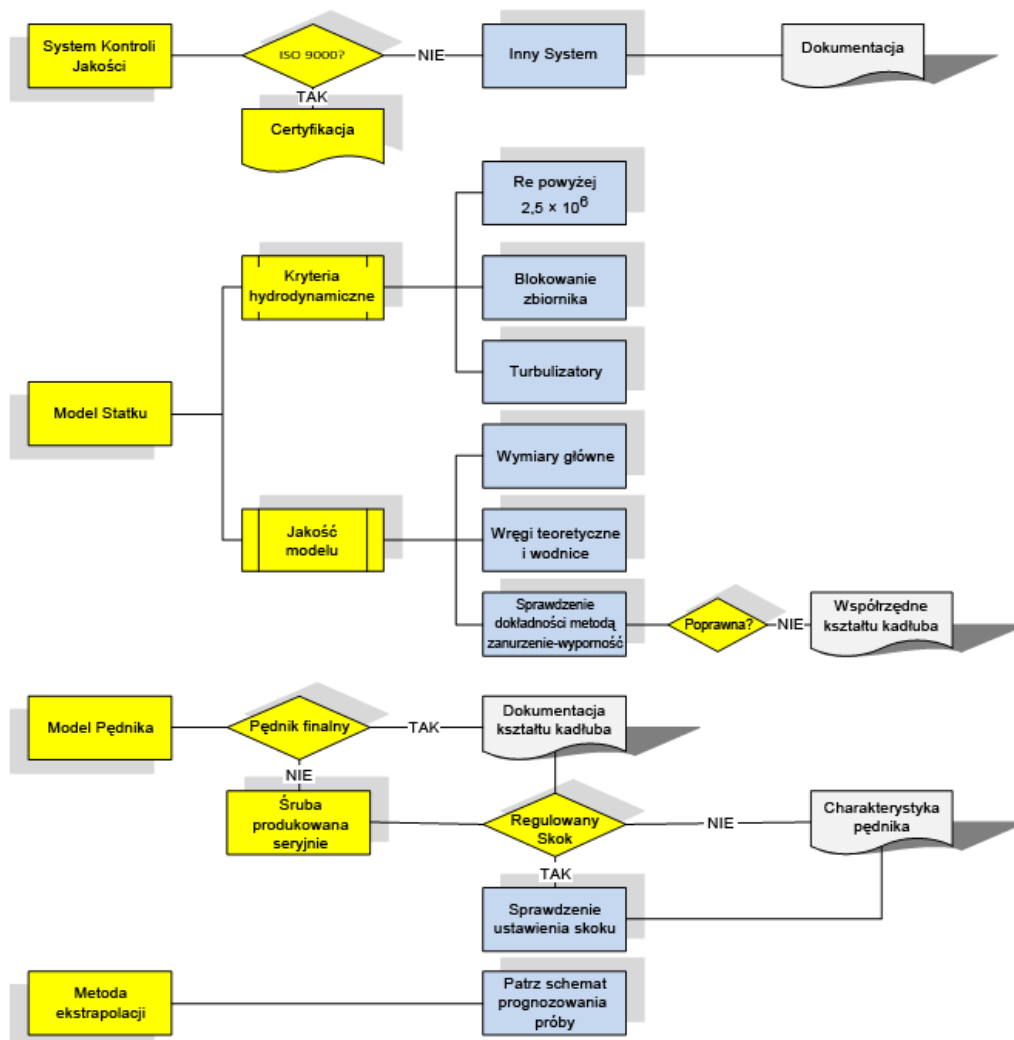 System Kontroli
Jakości
ISO 9000?
NIE
Inny System
Dokumentacja
TAK
Certyfikacja
Re powyżej
2,5 × 10⁶
Kryteria
hydrodynamiczne
Blokowanie
zbiornika
Turbulizatory
Model Statku
Wymiary główne
Jakość
modelu
Wręgi teoretyczne
i wodnice
Sprawdzenie
dokładności metodą
zanurzenie-wyporność
Poprawna?
NIE
Współrzędne
kształtu kadłuba
Model Pędnika
Pędnik finalny
TAK
Dokumentacja
kształtu kadłuba
NIE
Śruba
produkowana
seryjnie
Regulowany
Skok
NIE
Charakterystyka
pędnika
TAK
Sprawdzenie
ustawienia skoku
Metoda
ekstrapolacji
Patrz schemat
prognozowania
próby